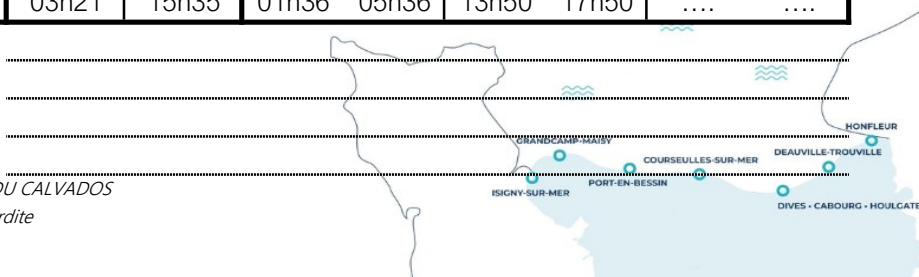 03h21 15h35 01h36 05h36 13h50 17h50 .... ....
HONFLEUR
GRANDCAMP-MAISY
DEAUVILLE-TROUVILLE
COURSEULLES-SUR-MER
PORT-EN-BESSIN
DU CALVADOS
ISIGNY-SUR-MER
DIVES • CABOURG • HOULGATE
rdite